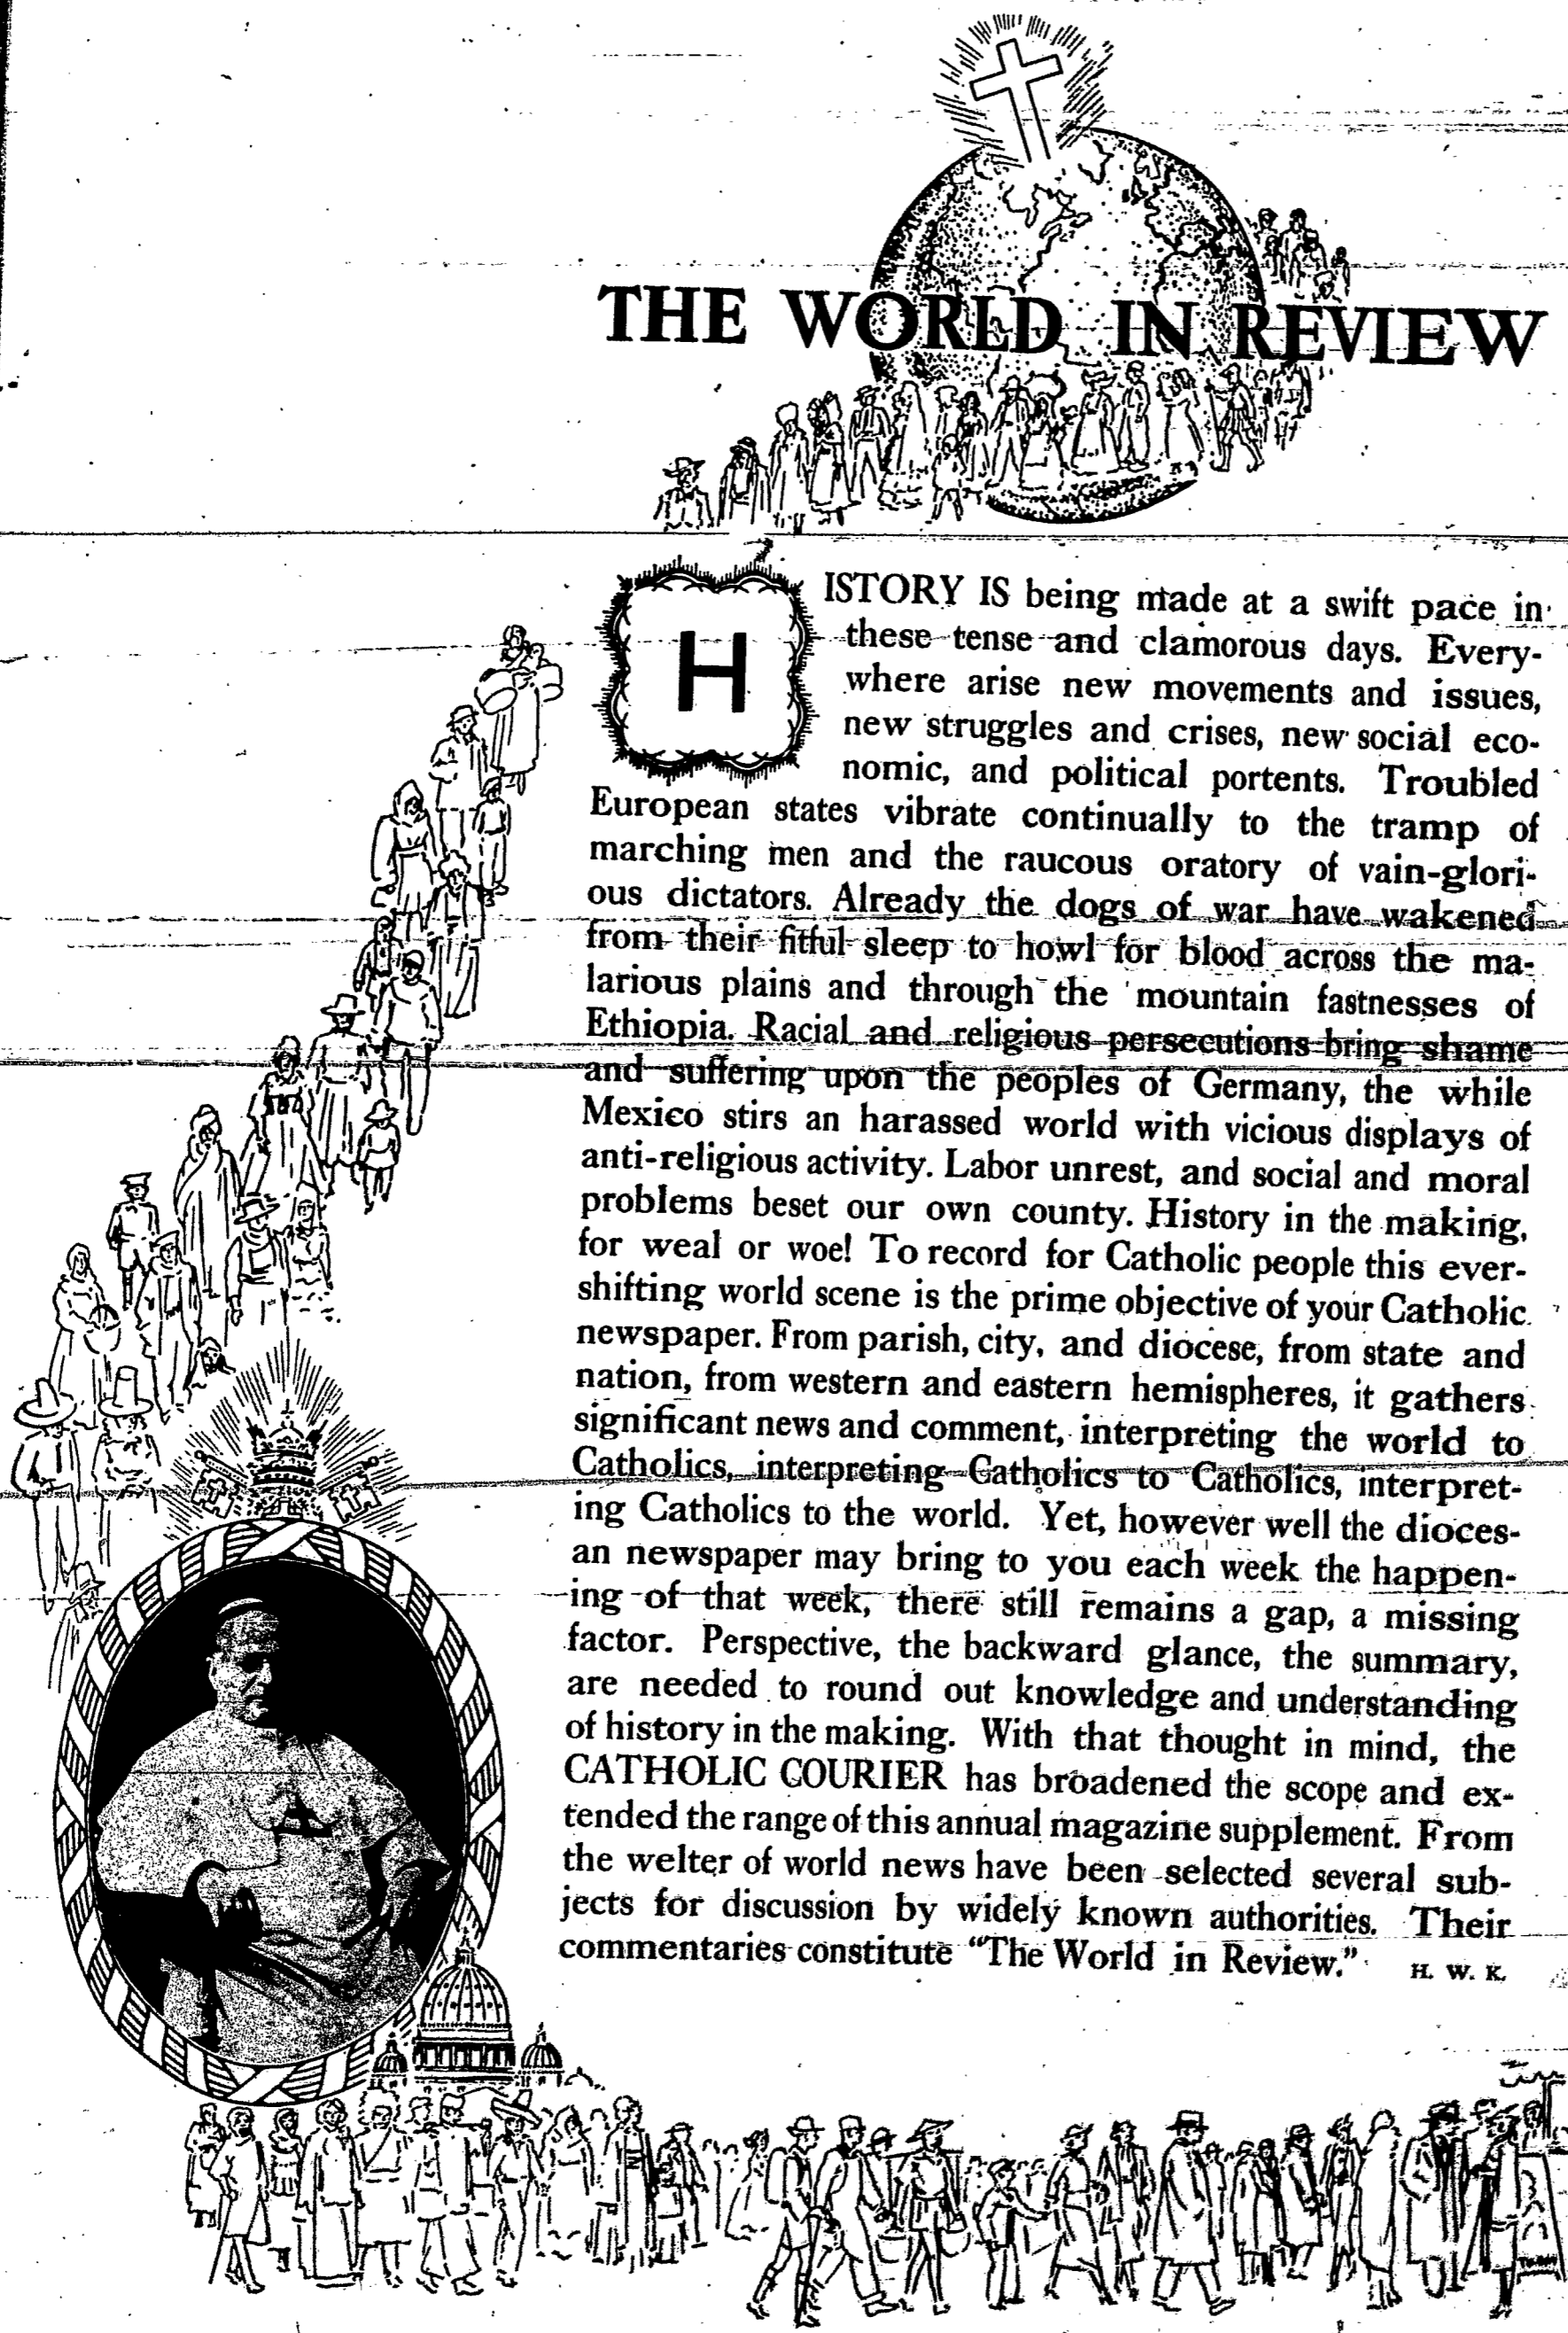 THE WORLD IN REVIEW
HISTORY IS being made at a swift pace in
these tense and clamorous days. Every-
where arise new movements and issues,
new struggles and crises, new social eco-
nomic, and political portents. Troubled
European states vibrate continually to the tramp of
marching men and the raucous oratory of vain-glori-
ous dictators. Already the dogs of war have wakened
from their fitful sleep to howl for blood across the ma-
larious plains and through the mountain fastnesses of
Ethiopia. Racial and religious persecutions bring shame
and suffering upon the peoples of Germany, the while
Mexico stirs an harassed world with vicious displays of
anti-religious activity. Labor unrest, and social and moral
problems beset our own county. History in the making,
for weal or woe! To record for Catholic people this ever-
shifting world scene is the prime objective of your Catholic
newspaper. From parish, city, and diocese, from state and
nation, from western and eastern hemispheres, it gathers
significant news and comment, interpreting the world to
Catholics, interpreting Catholics to Catholics, interpret-
ing Catholics to the world. Yet, however well the dioces-
an newspaper may bring to you each week the happen-
ing of that week, there still remains a gap, a missing
factor. Perspective, the backward glance, the summary,
are needed to round out knowledge and understanding
of history in the making. With that thought in mind, the
CATHOLIC COURIER has broadened the scope and ex-
tended the range of this annual magazine supplement. From
the welter of world news have been selected several sub-
jects for discussion by widely known authorities. Their
commentaries constitute “The World in Review.” H. W. K.